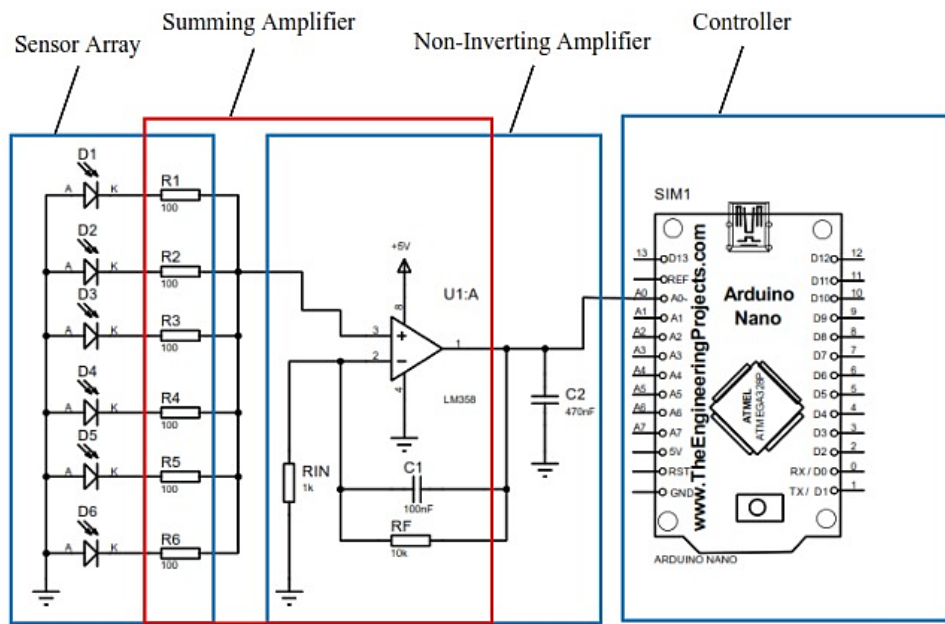 Summing Amplifier
Controller
Sensor Array
Non-Inverting Amplifier
D1
A K
R1
100
D2
A K
R2
100
D3
A K
R3
100
D4
A K
R4
100
D5
A K
R5
100
D6
A K
R6
100
+5V
8
U1:A
3
+
2
−
1
4
LM358
RIN
1k
C1
100nF
RF
10k
C2
470nF
SIM1
www.TheEngineeringProjects.com
Arduino
Nano
ATMEL
ATMEGA328P
13 D13
REF
A0 A0~
A1 A1
A2 A2
A3 A3
A4 A4
A5 A5
A6 A6
A7 A7
5V
RST
GND
D12 12
D11 11
D10 10
D9 9
D8 8
D7 7
D6 6
D5 5
D4 4
D3 3
D2 2
RX / D0 0
TX / D1 1
ARDUINO NANO